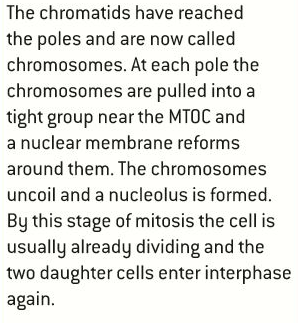 The chromatids have reached
the poles and are now called
chromosomes. At each pole the
chromosomes are pulled into a
tight group near the MTOC and
a nuclear membrane reforms
around them. The chromosomes
uncoil and a nucleolus is formed.
By this stage of mitosis the cell is
usually already dividing and the
two daughter cells enter interphase
again.